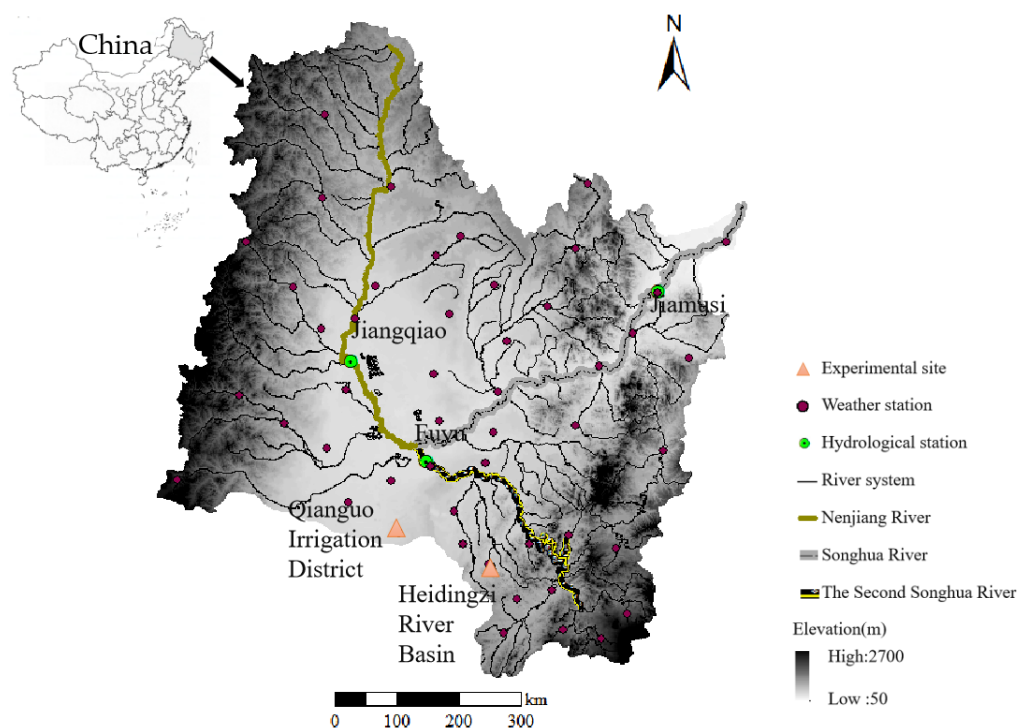 China
N
Jiamusi
Jiangqiao
Fuyu
Qianguo
Irrigation
District
Heidingzi
River
Basin
Experimental site
Weather station
Hydrological station
River system
Nenjiang River
Songhua River
The Second Songhua River
Elevation(m)
High:2700
Low :50
km
0 100 200 300